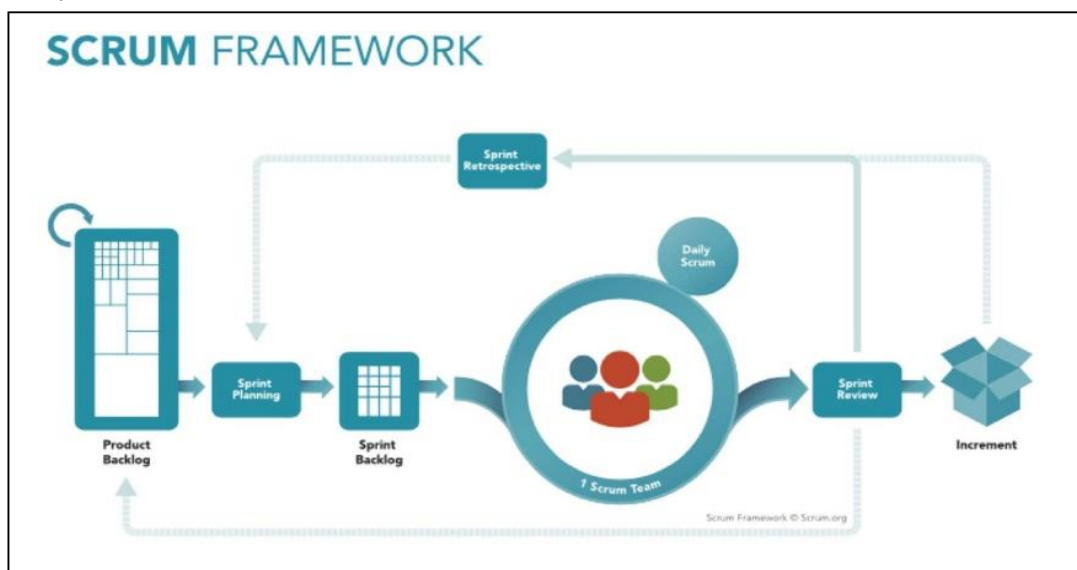 SCRUM FRAMEWORK
Sprint
Retrospective
Daily
Scrum
Sprint
Planning
Sprint
Review
Product
Backlog
Sprint
Backlog
Increment
1 Scrum Team
Scrum Framework © Scrum.org